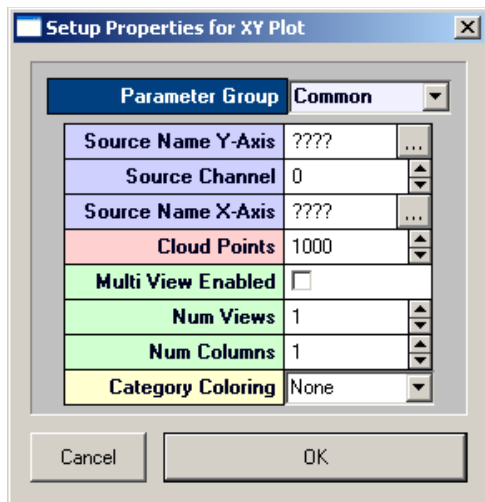 Setup Properties for XY Plot
Parameter Group Common
Source Name Y-Axis ???? ...
Source Channel 0
Source Name X-Axis ???? ...
Cloud Points 1000
Multi View Enabled
Num Views 1
Num Columns 1
Category Coloring None
Cancel OK